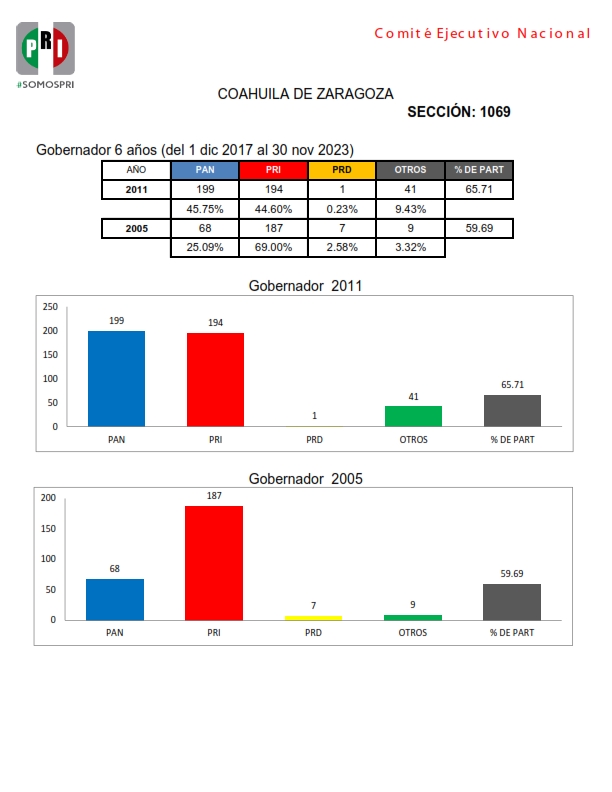 PRI
Comité Ejecutivo Nacional
#SOMOSPRI
COAHUILA DE ZARAGOZA
SECCIÓN: 1069
Gobernador 6 años (del 1 dic 2017 al 30 nov 2023)
AÑO PAN PRI PRD OTROS % DE PART
2011 199 194 1 41 65.71
45.75% 44.60% 0.23% 9.43%
2005 68 187 7 9 59.69
25.09% 69.00% 2.58% 3.32%
Gobernador 2011
250
200
150
100
50
0
199 194 1 41 65.71
PAN PRI PRD OTROS % DE PART
Gobernador 2005
200
150
100
50
0
68 187 7 9 59.69
PAN PRI PRD OTROS % DE PART